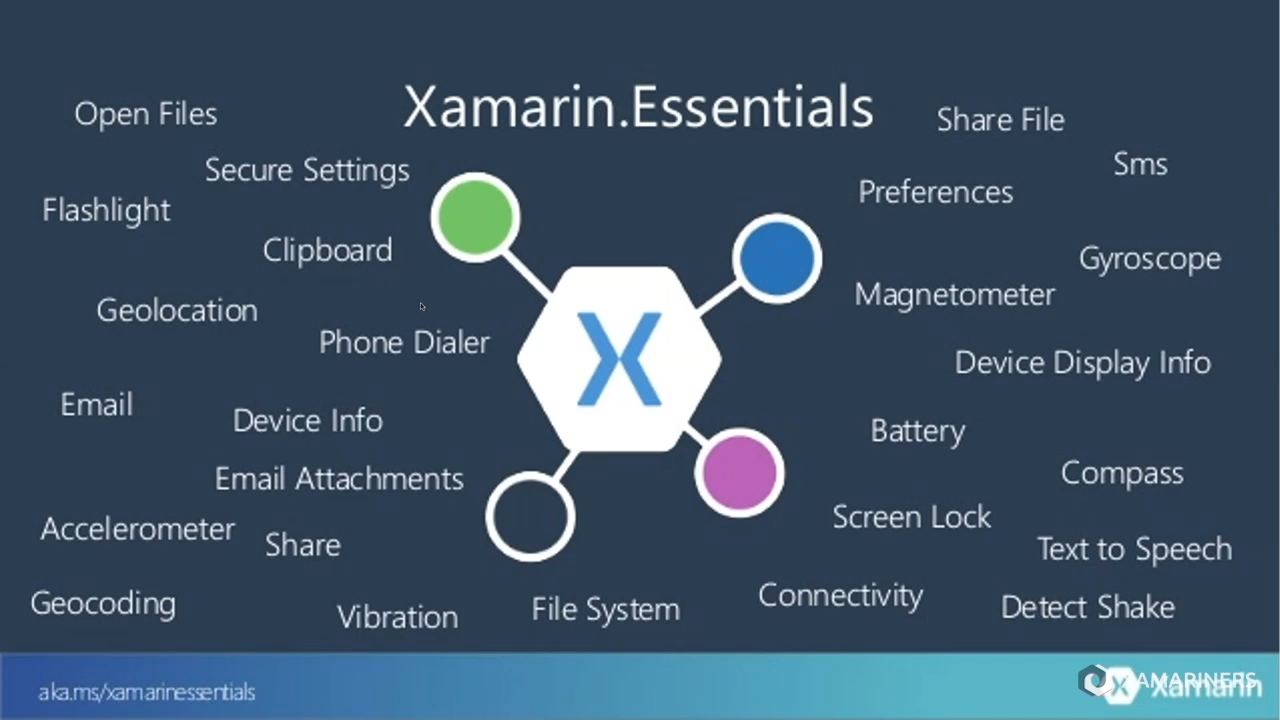 Xamarin.Essentials
Open Files
Share File
Secure Settings
Sms
Flashlight
Preferences
Clipboard
Gyroscope
Geolocation
Magnetometer
Phone Dialer
X
Device Display Info
Email
Device Info
Battery
Email Attachments
Compass
Accelerometer
Share
Screen Lock
Text to Speech
Geocoding
Vibration
File System
Connectivity
Detect Shake
aka.ms/xamarinessentials
XAMARINERS
xamarin